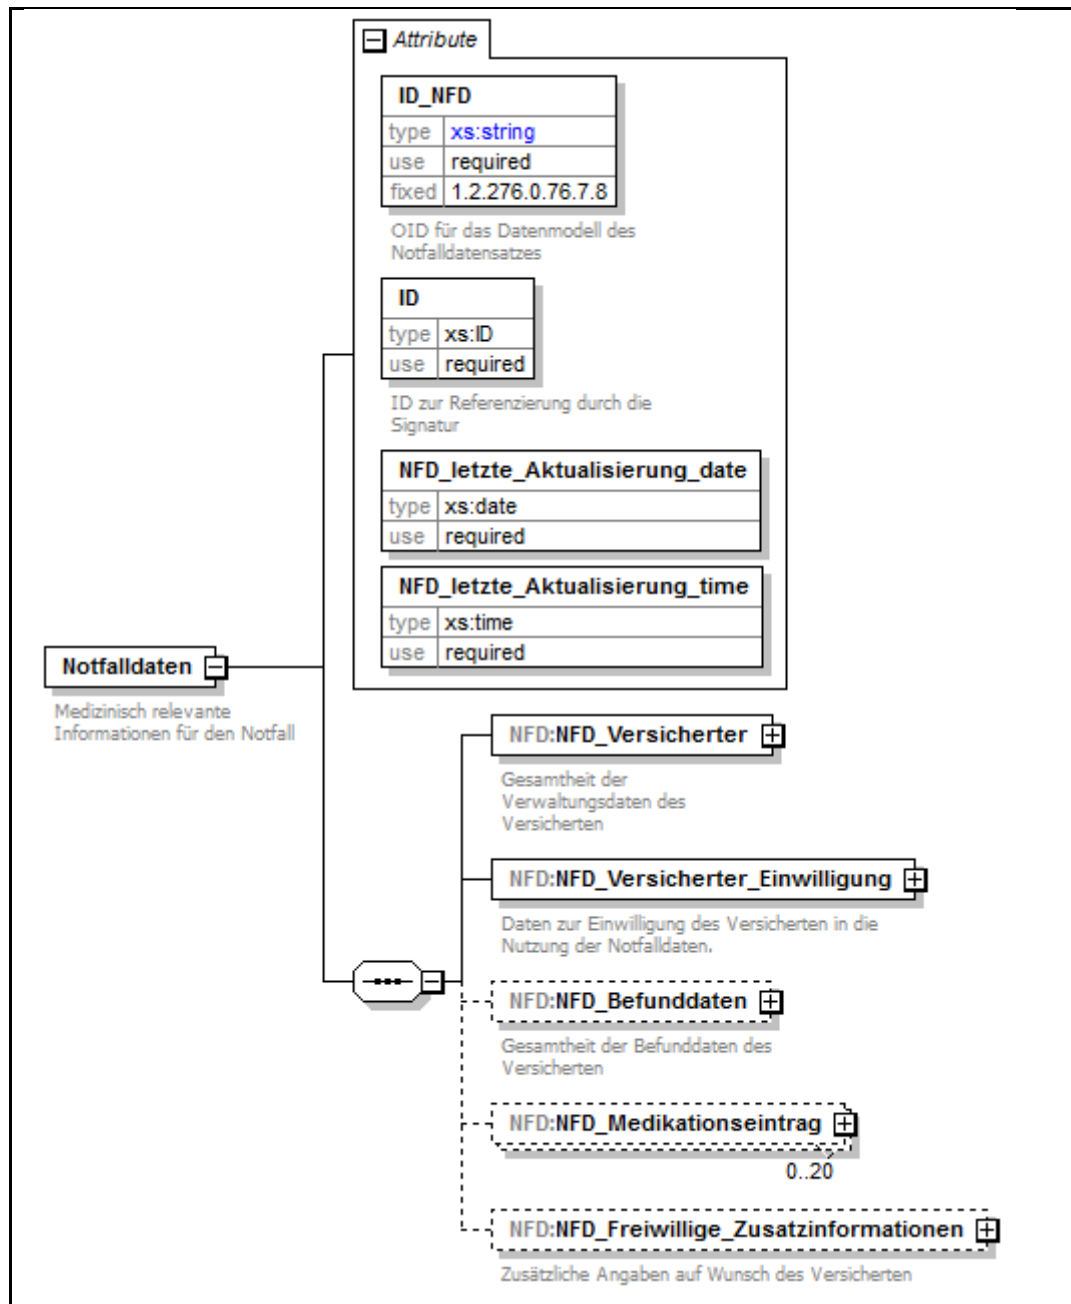 Attribute
ID_NFD
type xs:string
use required
fixed 1.2.276.0.76.7.8
OID für das Datenmodell des
Notfalldatensatzes
ID
type xs:ID
use required
ID zur Referenzierung durch die
Signatur
NFD_letzte_Aktualisierung_date
type xs:date
use required
NFD_letzte_Aktualisierung_time
type xs:time
use required
Notfalldaten
Medizinisch relevante
Informationen für den Notfall
NFD:NFD_Versicherter
Gesamtheit der
Verwaltungsdaten des
Versicherten
NFD:NFD_Versicherter_Einwilligung
Daten zur Einwilligung des Versicherten in die
Nutzung der Notfalldaten.
NFD:NFD_Befunddaten
Gesamtheit der Befunddaten des
Versicherten
NFD:NFD_Medikationseintrag
0..20
NFD:NFD_Freiwillige_Zusatzinformationen
Zusätzliche Angaben auf Wunsch des Versicherten